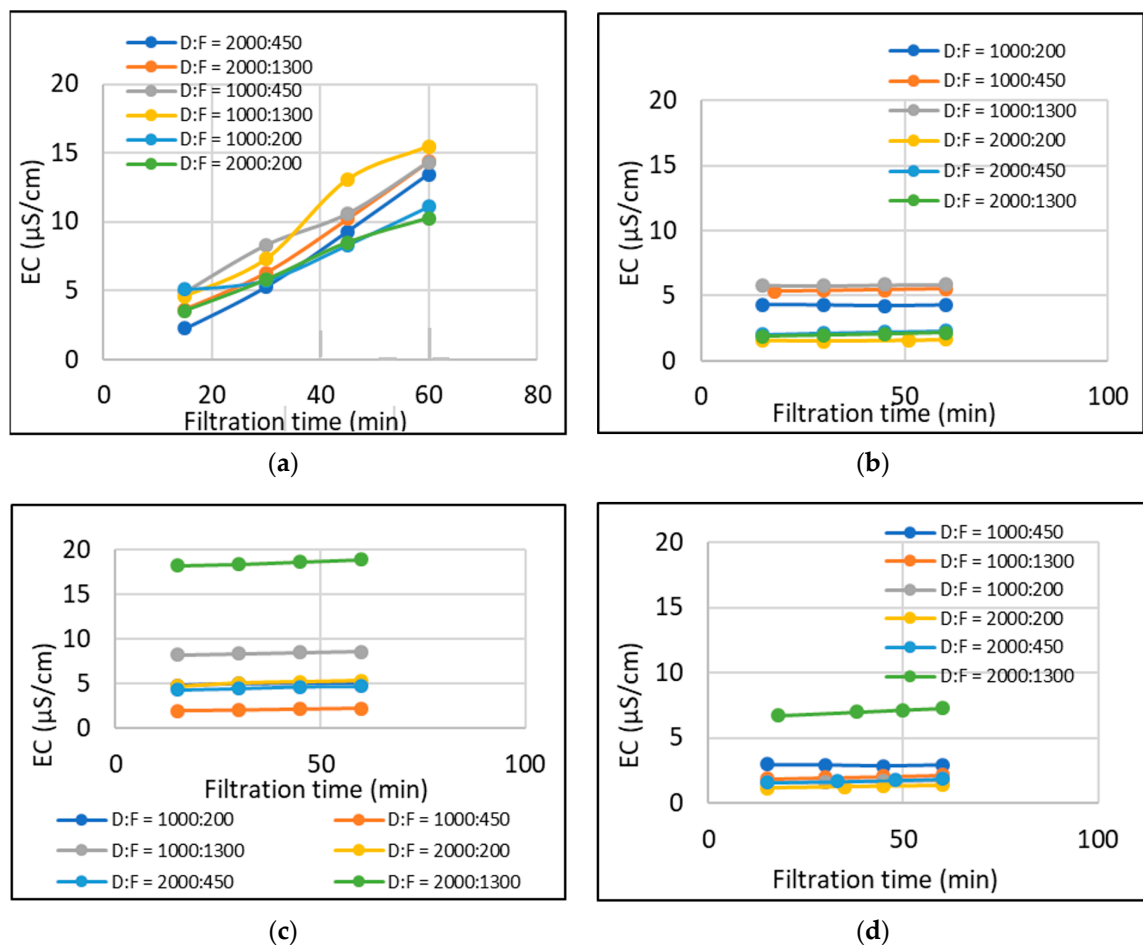 D:F = 2000:450
D:F = 2000:1300
D:F = 1000:450
D:F = 1000:1300
D:F = 1000:200
D:F = 2000:200
20
15
10
5
0
EC (µS/cm)
0 20 40 60 80
Filtration time (min)
(a)
D:F = 1000:200
D:F = 1000:450
D:F = 1000:1300
D:F = 2000:200
D:F = 2000:450
D:F = 2000:1300
20
15
10
5
0
EC (µS/cm)
0 50 100
Filtration time (min)
(b)
20
15
10
5
0
EC (µS/cm)
0 50 100
Filtration time (min)
D:F = 1000:200 D:F = 1000:450
D:F = 1000:1300 D:F = 2000:200
D:F = 2000:450 D:F = 2000:1300
(c)
D:F = 1000:450
D:F = 1000:1300
D:F = 1000:200
D:F = 2000:200
D:F = 2000:450
D:F = 2000:1300
20
15
10
5
0
EC (µS/cm)
0 50 100
Filtration time (min)
(d)